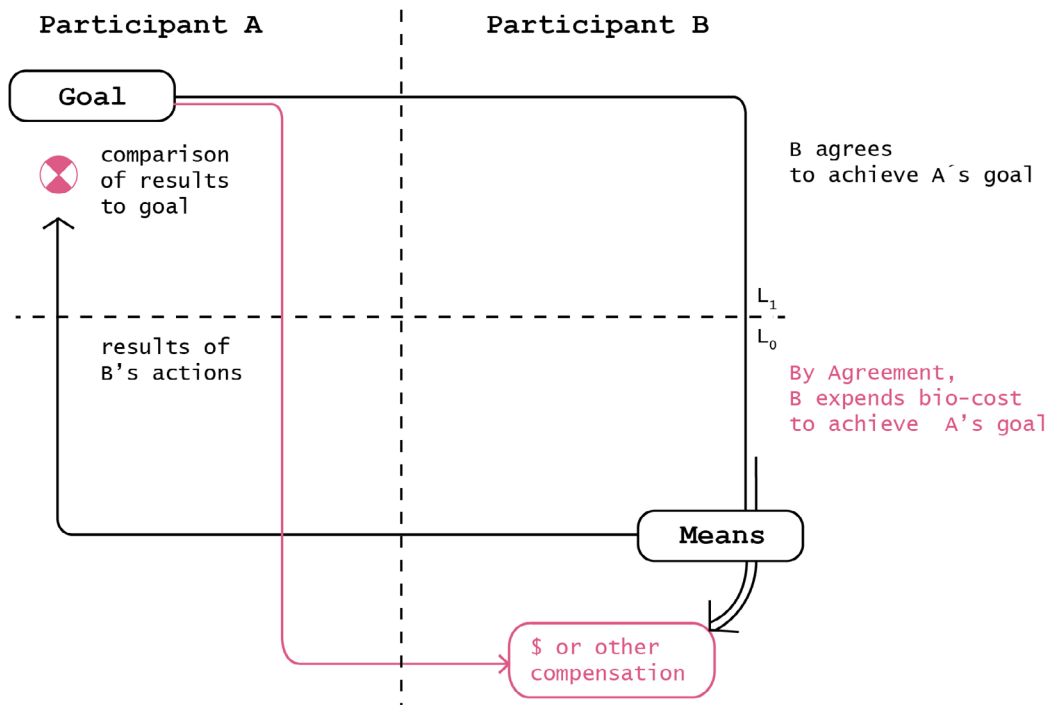 Participant A
Participant B
Goal
comparison
of results
to goal
B agrees
to achieve A´s goal
L₁
L₀
results of
B’s actions
By Agreement,
B expends bio-cost
to achieve  A’s goal
Means
$ or other
compensation